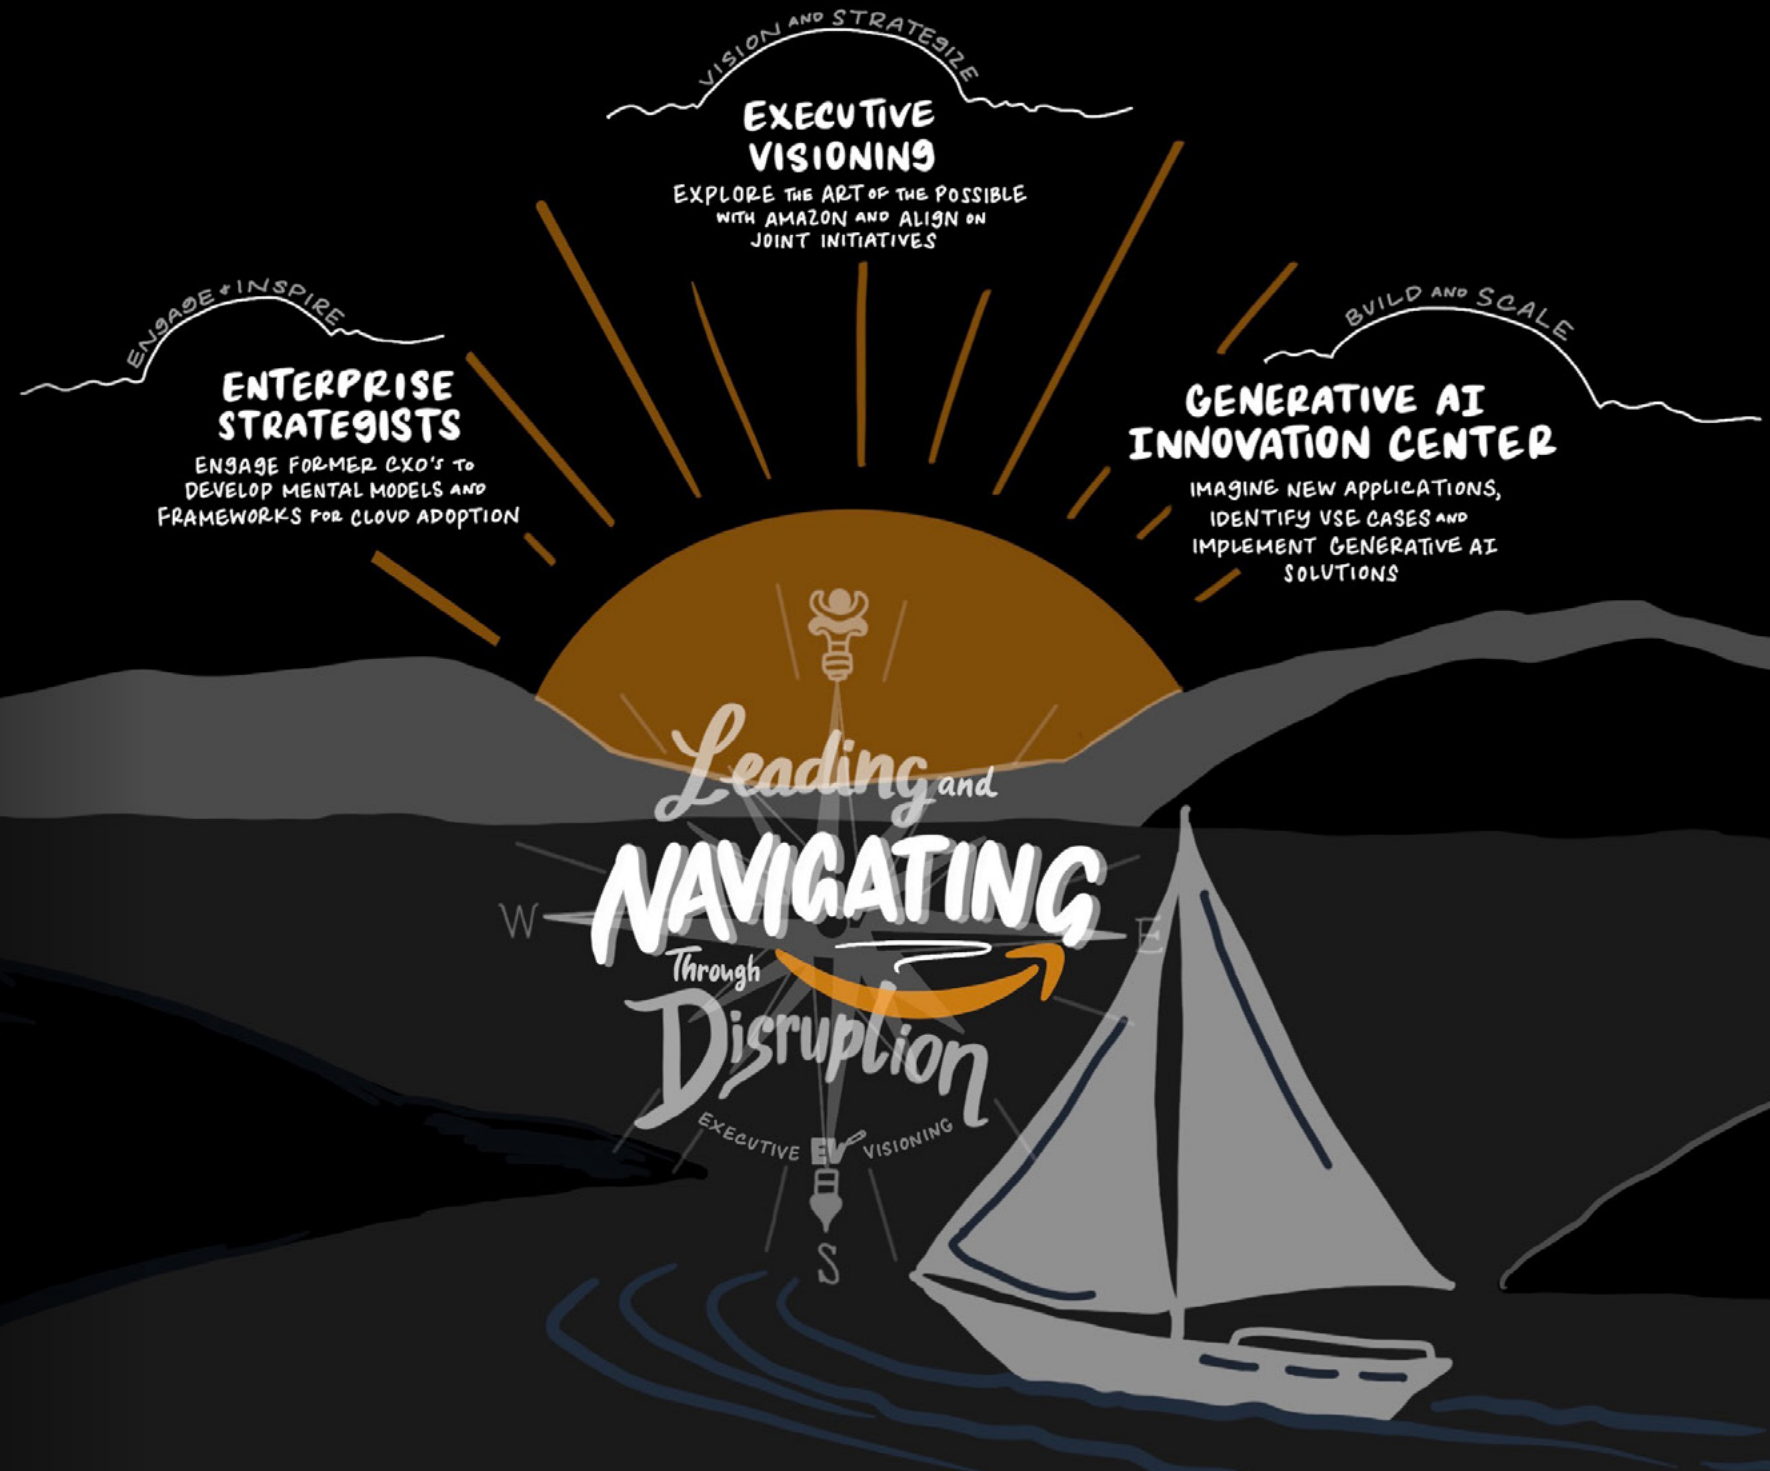 VISION AND STRATEGIZE
EXECUTIVE
VISIONING
EXPLORE THE ART OF THE POSSIBLE
WITH AMAZON AND ALIGN ON
JOINT INITIATIVES
ENGAGE + INSPIRE
ENTERPRISE
STRATEGISTS
ENGAGE FORMER CXO'S TO
DEVELOP MENTAL MODELS AND
FRAMEWORKS FOR CLOUD ADOPTION
BUILD AND SCALE
GENERATIVE AI
INNOVATION CENTER
IMAGINE NEW APPLICATIONS,
IDENTIFY USE CASES AND
IMPLEMENT GENERATIVE AI
SOLUTIONS
Leading and
NAVIGATING
W
E
Through
Disruption
EXECUTIVE EV VISIONING
S